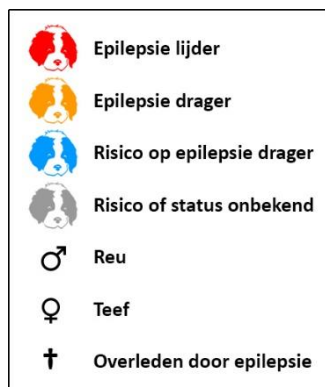 Epilepsie lijder
Epilepsie drager
Risico op epilepsie drager
Risico of status onbekend
♂ Reu
♀ Teef
† Overleden door epilepsie